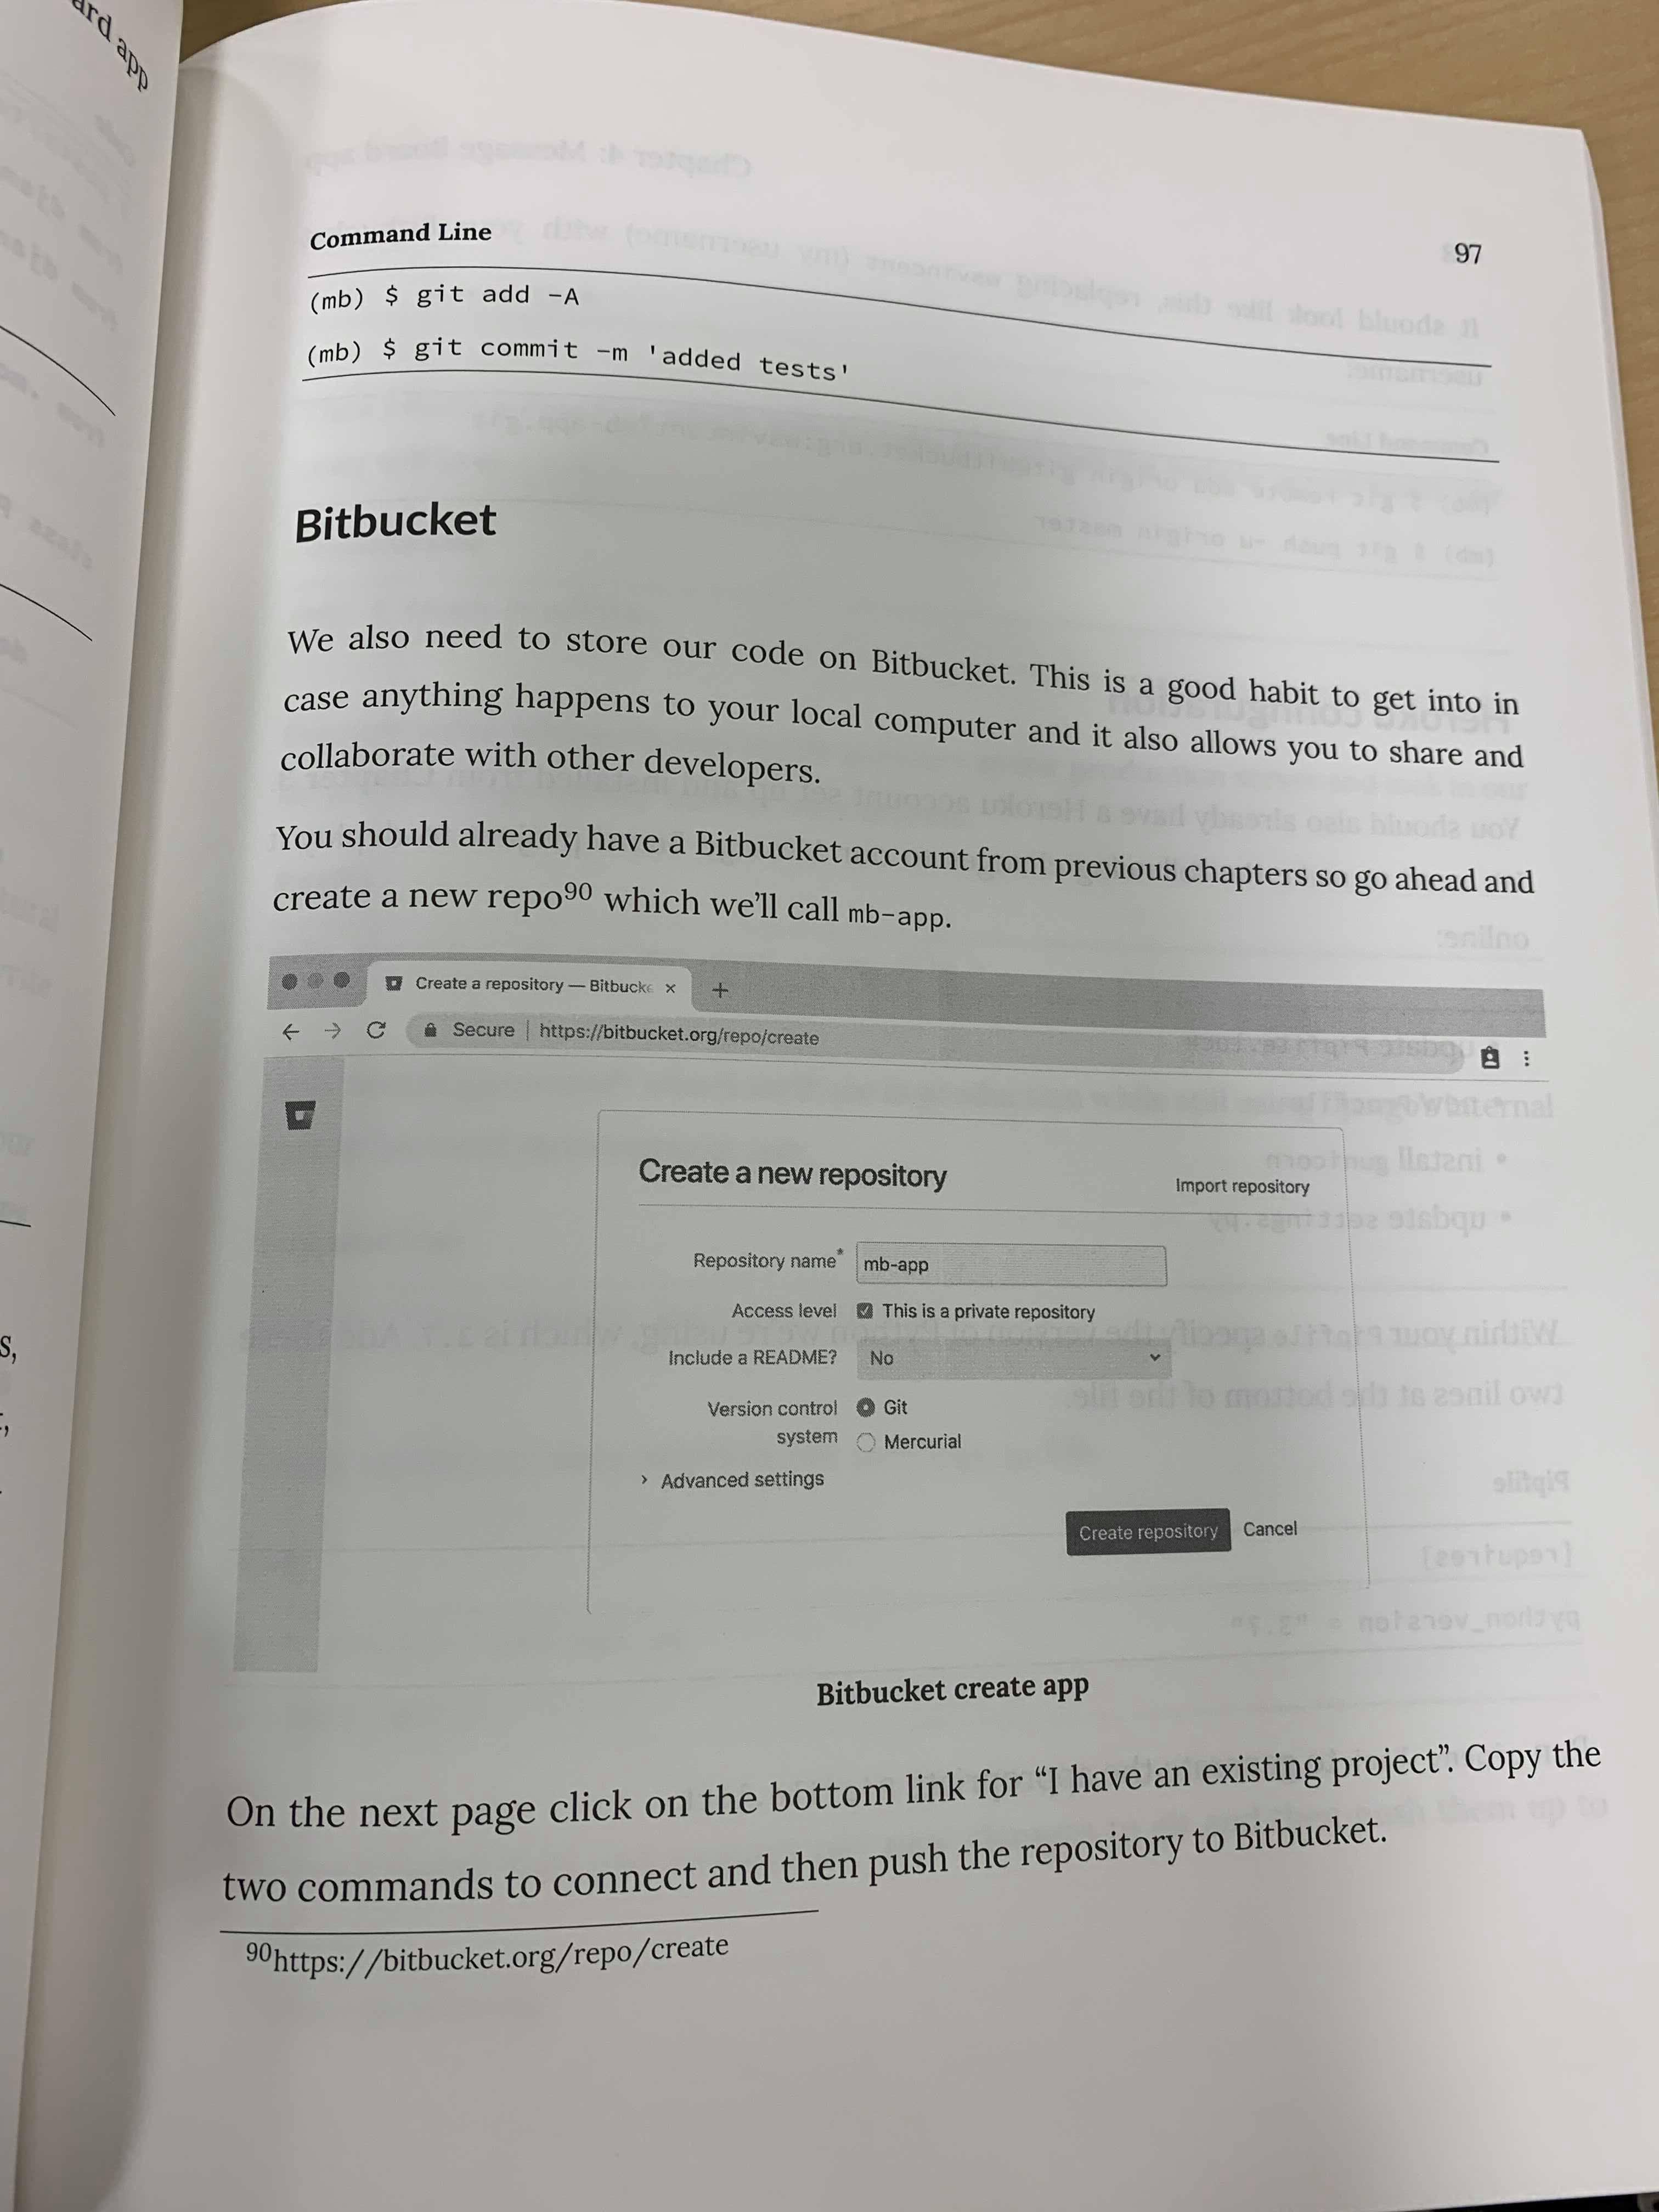 ard app
Command Line
97
(mb) $ git add -A
(mb) $ git commit -m 'added tests'
Bitbucket
We also need to store our code on Bitbucket. This is a good habit to get into in
case anything happens to your local computer and it also allows you to share and
collaborate with other developers.
You should already have a Bitbucket account from previous chapters so go ahead and
create a new repo90 which we’ll call mb-app.
Create a repository — Bitbucke × +
Secure | https://bitbucket.org/repo/create
Create a new repository
Import repository
Repository name* mb-app
Access level This is a private repository
Include a README? No
Version control Git
system Mercurial
› Advanced settings
Create repository Cancel
Bitbucket create app
On the next page click on the bottom link for “I have an existing project”. Copy the
two commands to connect and then push the repository to Bitbucket.
90https://bitbucket.org/repo/create